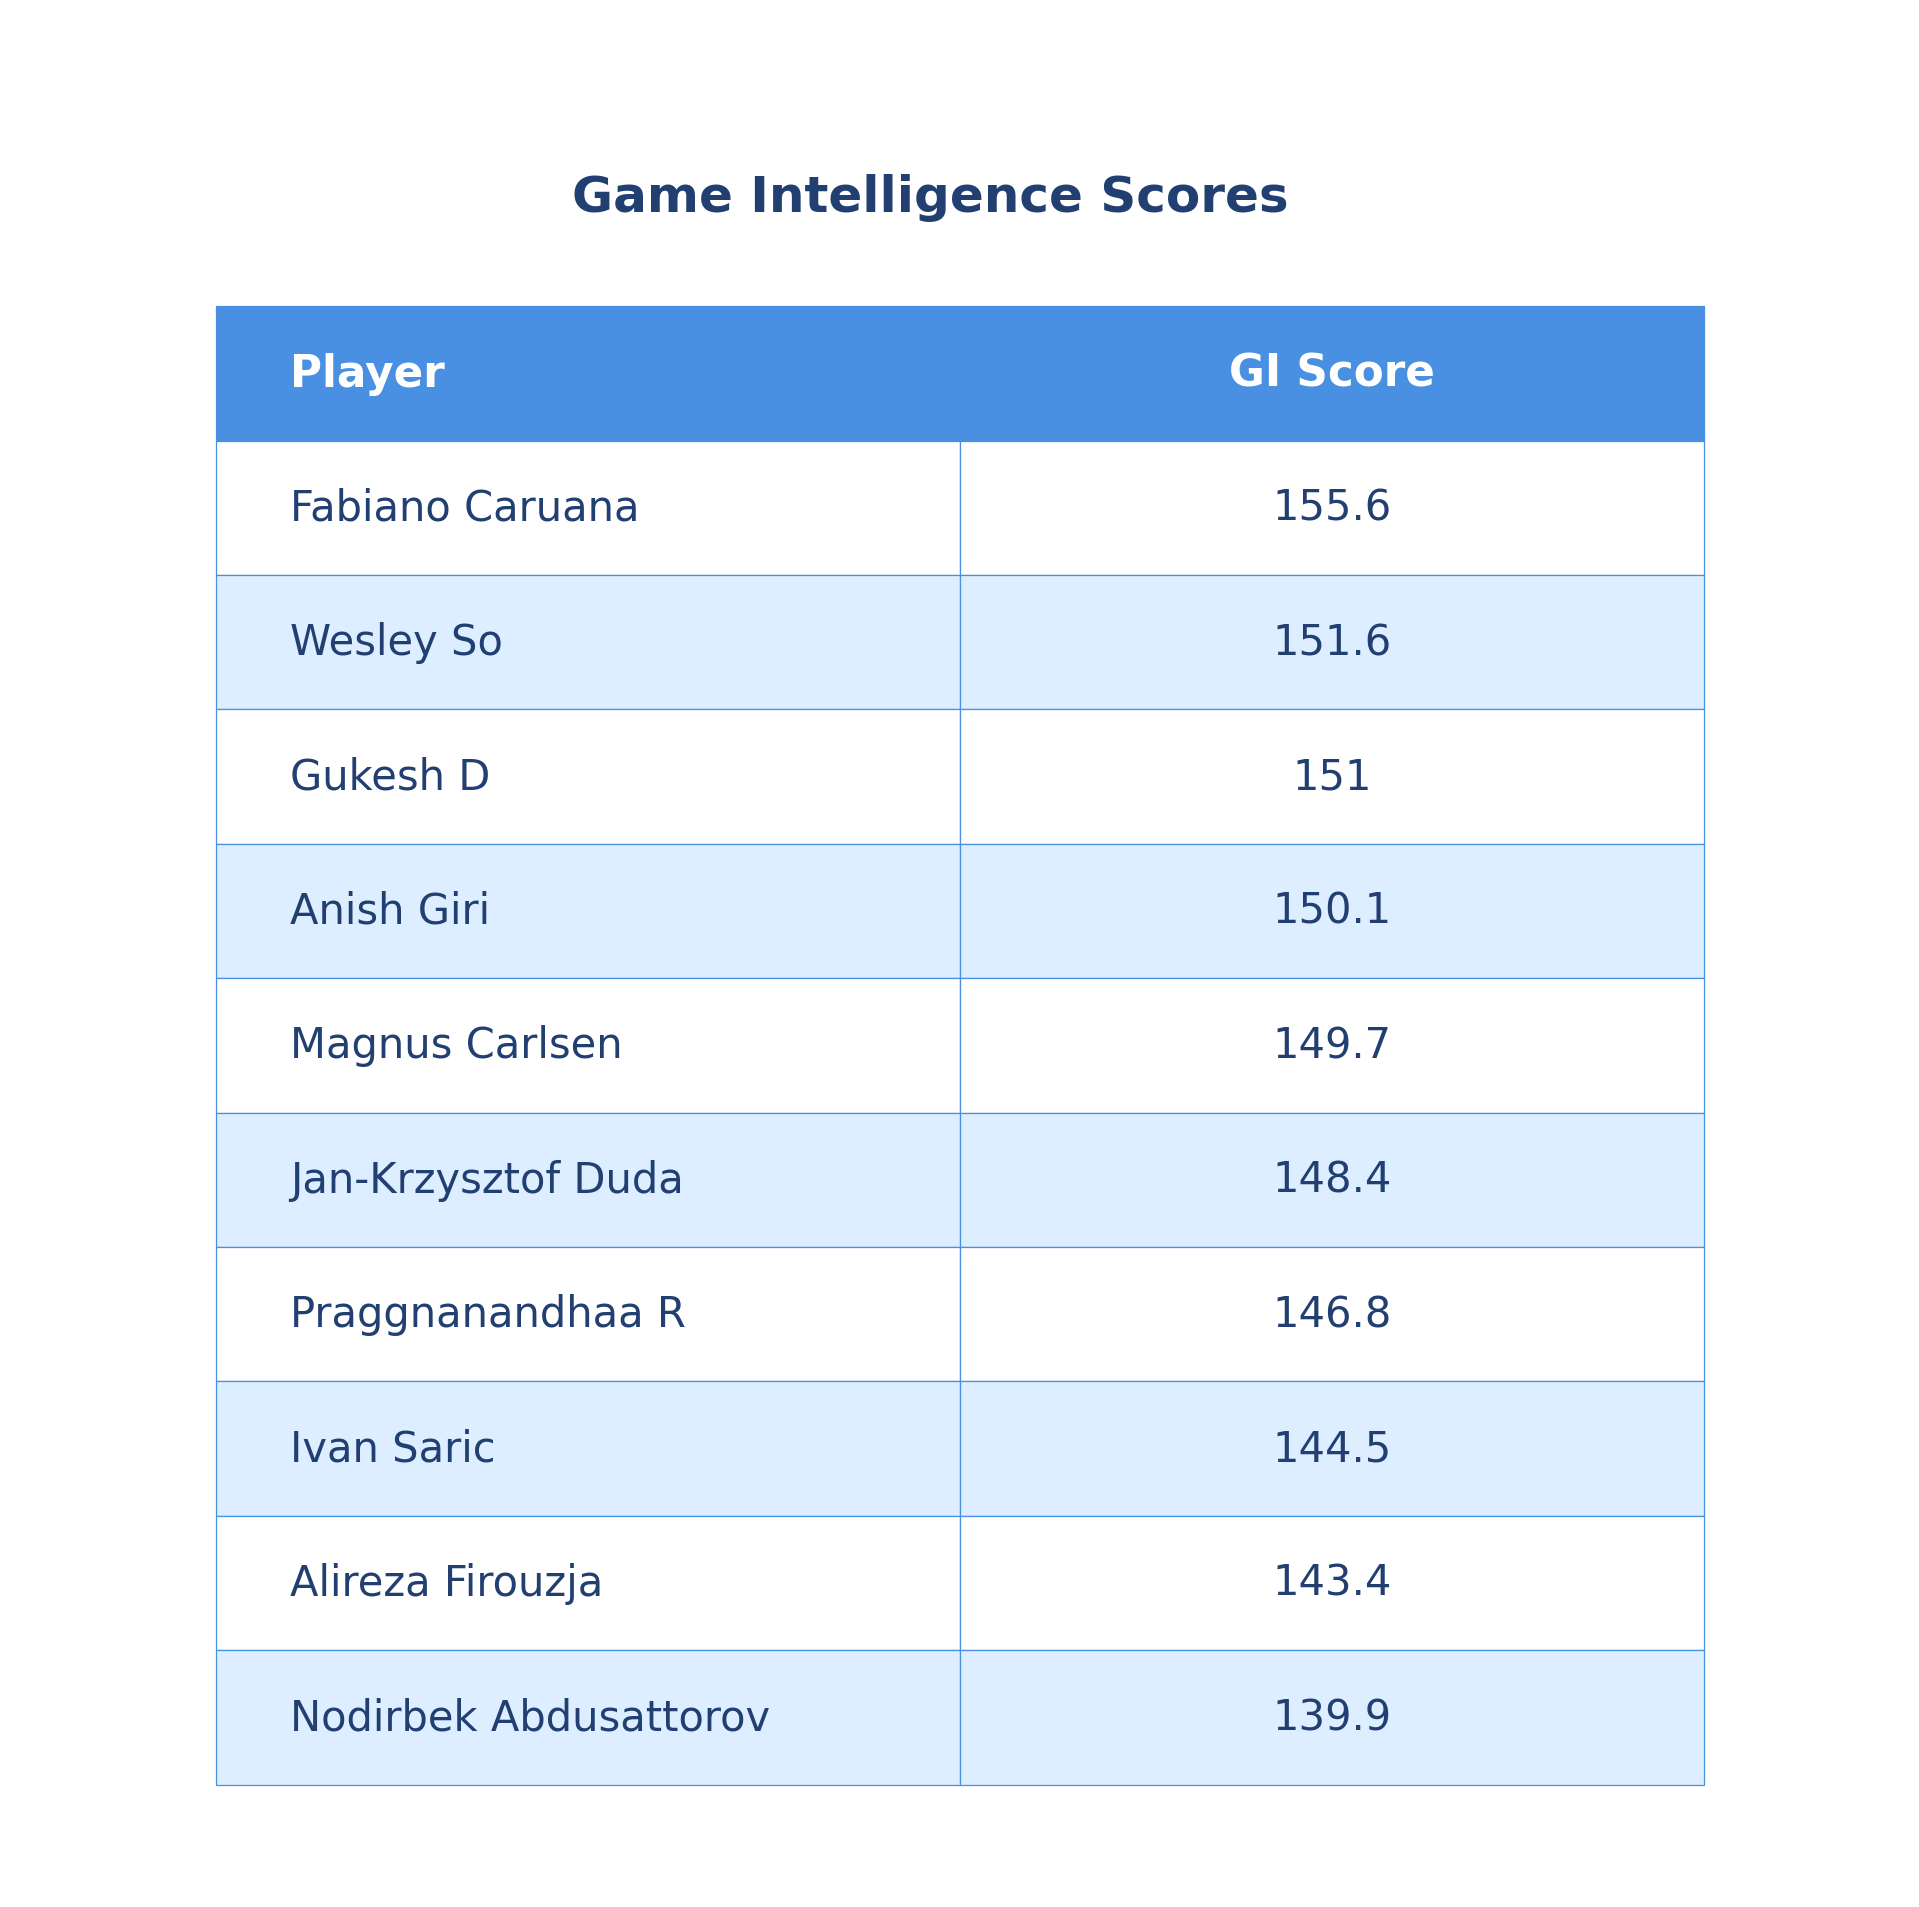 Game Intelligence Scores
Player GI Score
Fabiano Caruana 155.6
Wesley So 151.6
Gukesh D 151
Anish Giri 150.1
Magnus Carlsen 149.7
Jan-Krzysztof Duda 148.4
Praggnanandhaa R 146.8
Ivan Saric 144.5
Alireza Firouzja 143.4
Nodirbek Abdusattorov 139.9